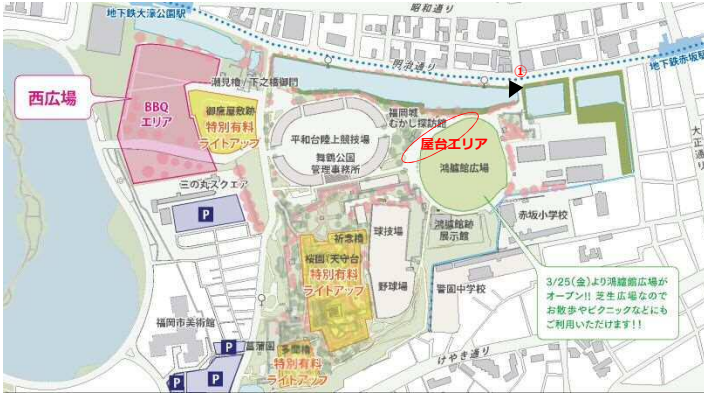 地下鉄大濠公園駅
昭和通り
明治通り
①
地下鉄赤坂駅
西広場
BBQ
エリア
潮見櫓
下之橋御門
御鷹屋敷跡
特別有料
ライトアップ
平和台陸上競技場
舞鶴公園
管理事務所
福岡城
むかし探訪館
屋台エリア
鴻臚館広場
大正通り
三の丸スクエア
P
赤坂小学校
鴻臚館跡
展示館
球技場
祈念櫓
桜園(天守台)
特別有料
ライトアップ
野球場
警固中学校
3/25(金)より鴻臚館広場が
オープン!! 芝生広場なので
お散歩やピクニックなどにも
ご利用いただけます!!
福岡市美術館
P
菖蒲園
多聞櫓
特別有料
ライトアップ
P
P
けやき通り